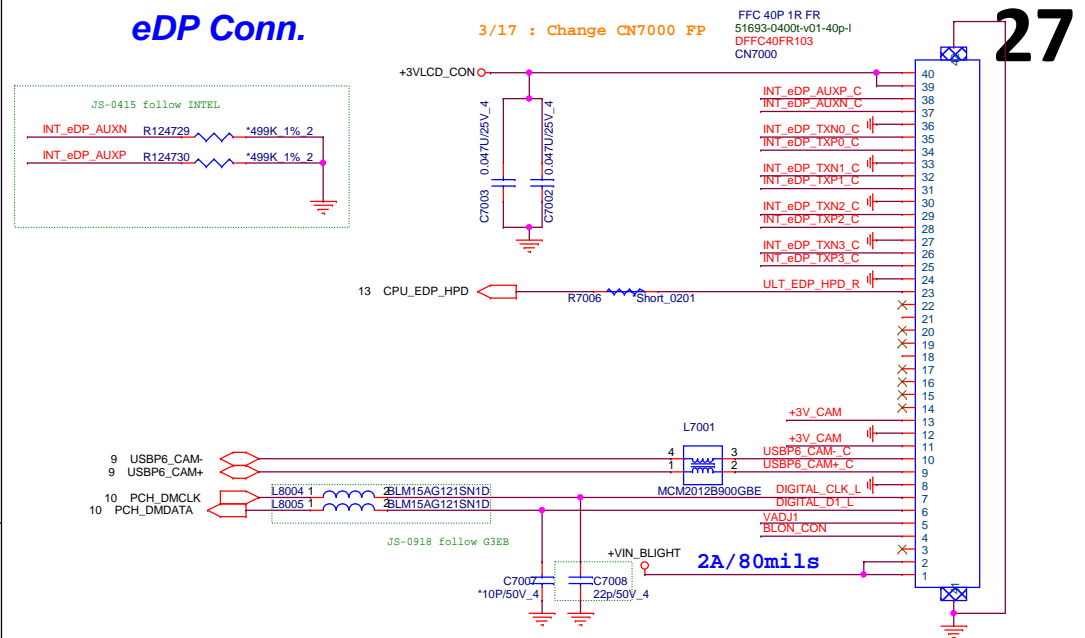 eDP Conn.
3/17 : Change CN7000 FP
FFC 40P 1R FR
51693-0400t-v01-40p-l
DFFC40FR103
CN7000
27
+3VLCD_CON
JS-0415 follow INTEL
INT_eDP_AUXN R124729 *499K_1%_2
INT_eDP_AUXP R124730 *499K_1%_2
C7003 0.047U/25V_4
C7002 0.047U/25V_4
40
39
INT_eDP_AUXP_C 38
INT_eDP_AUXN_C 37
36
INT_eDP_TXN0_C 35
INT_eDP_TXP0_C 34
33
INT_eDP_TXN1_C 32
INT_eDP_TXP1_C 31
30
INT_eDP_TXN2_C 29
INT_eDP_TXP2_C 28
27
INT_eDP_TXN3_C 26
INT_eDP_TXP3_C 25
24
13 CPU_EDP_HPD R7006 *Short_0201 ULT_EDP_HPD_R 23
22
21
20
19
18
17
16
15
14
+3V_CAM 13
12
+3V_CAM 11
L7001
9 USBP6_CAM- 4 3 USBP6_CAM-_C 10
9 USBP6_CAM+ 1 2 USBP6_CAM+_C 9
MCM2012B900GBE
8
10 PCH_DMCLK L8004 1 2 BLM15AG121SN1D DIGITAL_CLK_L 7
10 PCH_DMDATA L8005 1 2 BLM15AG121SN1D DIGITAL_D1_L 6
VADJ1 5
BLON_CON 4
JS-0918 follow G3EB
3
+VIN_BLIGHT 2A/80mils 2
1
C7007 *10P/50V_4
C7008 22p/50V_4
41